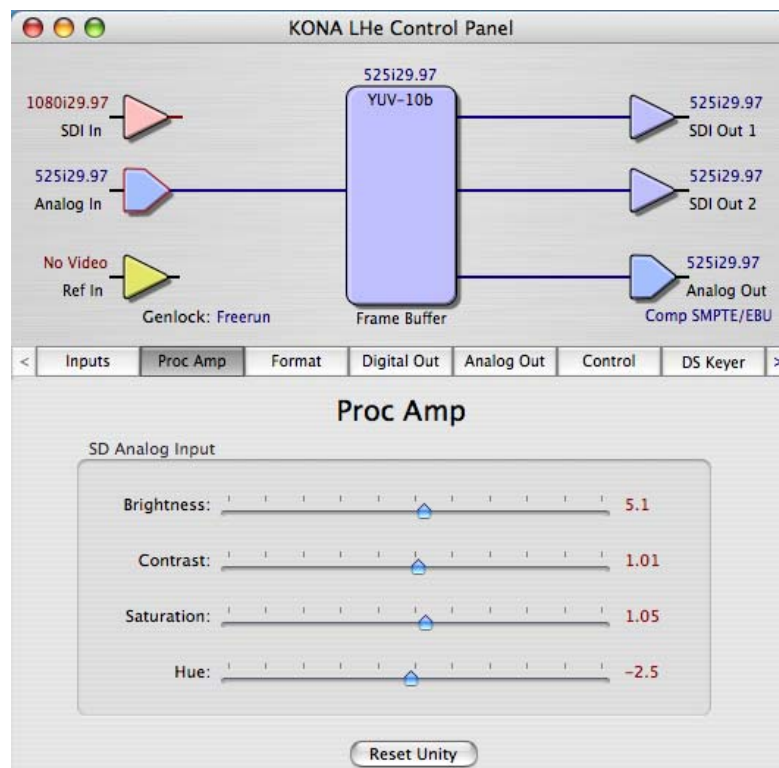 KONA LHe Control Panel
525i29.97
YUV-10b
1080i29.97
SDI In
525i29.97
SDI Out 1
525i29.97
Analog In
525i29.97
SDI Out 2
No Video
Ref In
525i29.97
Analog Out
Genlock: Freerun
Frame Buffer
Comp SMPTE/EBU
< Inputs Proc Amp Format Digital Out Analog Out Control DS Keyer >
Proc Amp
SD Analog Input
Brightness: 5.1
Contrast: 1.01
Saturation: 1.05
Hue: -2.5
Reset Unity